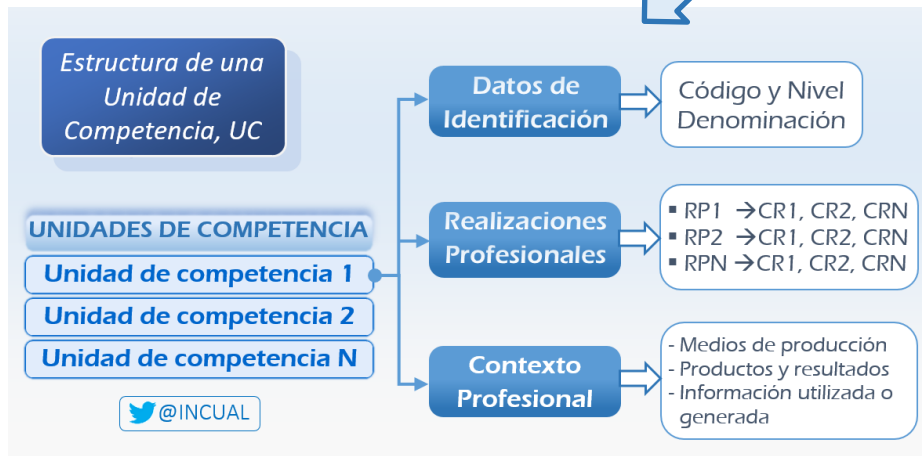 Estructura de una
Unidad de
Competencia, UC
UNIDADES DE COMPETENCIA
Unidad de competencia 1
Unidad de competencia 2
Unidad de competencia N
@INCUAL
Datos de
Identificación
Código y Nivel
Denominación
Realizaciones
Profesionales
▪ RP1 →CR1, CR2, CRN
▪ RP2 →CR1, CR2, CRN
▪ RPN →CR1, CR2, CRN
Contexto
Profesional
- Medios de producción
- Productos y resultados
- Información utilizada o
generada